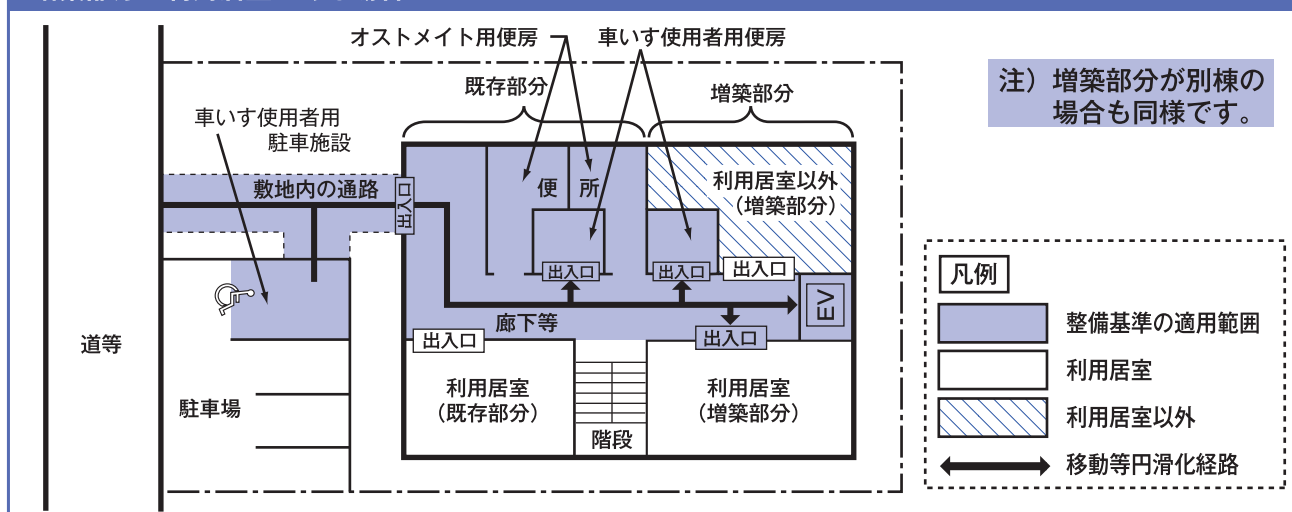 オストメイト用便房
車いす使用者用便房
既存部分
増築部分
注）増築部分が別棟の
場合も同様です。
車いす使用者用
駐車施設
敷地内の通路
出入口
便所
利用居室以外
（増築部分）
出入口
出入口
出入口
EV
廊下等
出入口
出入口
道等
駐車場
利用居室
（既存部分）
階段
利用居室
（増築部分）
凡例
整備基準の適用範囲
利用居室
利用居室以外
移動等円滑化経路